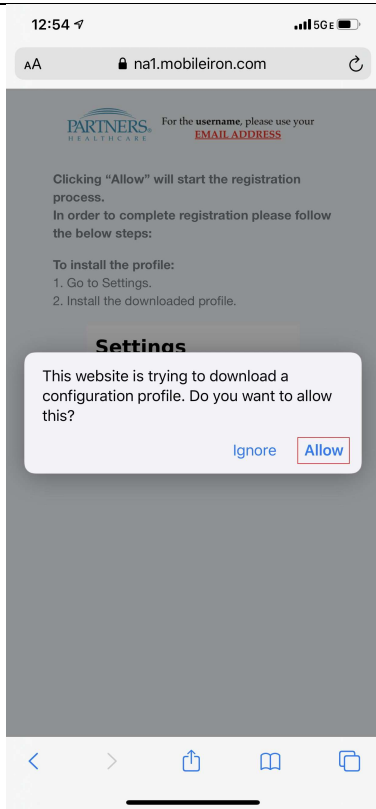 12:54 5GE
AA na1.mobileiron.com
PARTNERS® For the username, please use your
HEALTHCARE EMAIL ADDRESS
Clicking “Allow” will start the registration
process.
In order to complete registration please follow
the below steps:
To install the profile:
1. Go to Settings.
2. Install the downloaded profile.
Settings
This website is trying to download a
configuration profile. Do you want to allow
this?
Ignore Allow